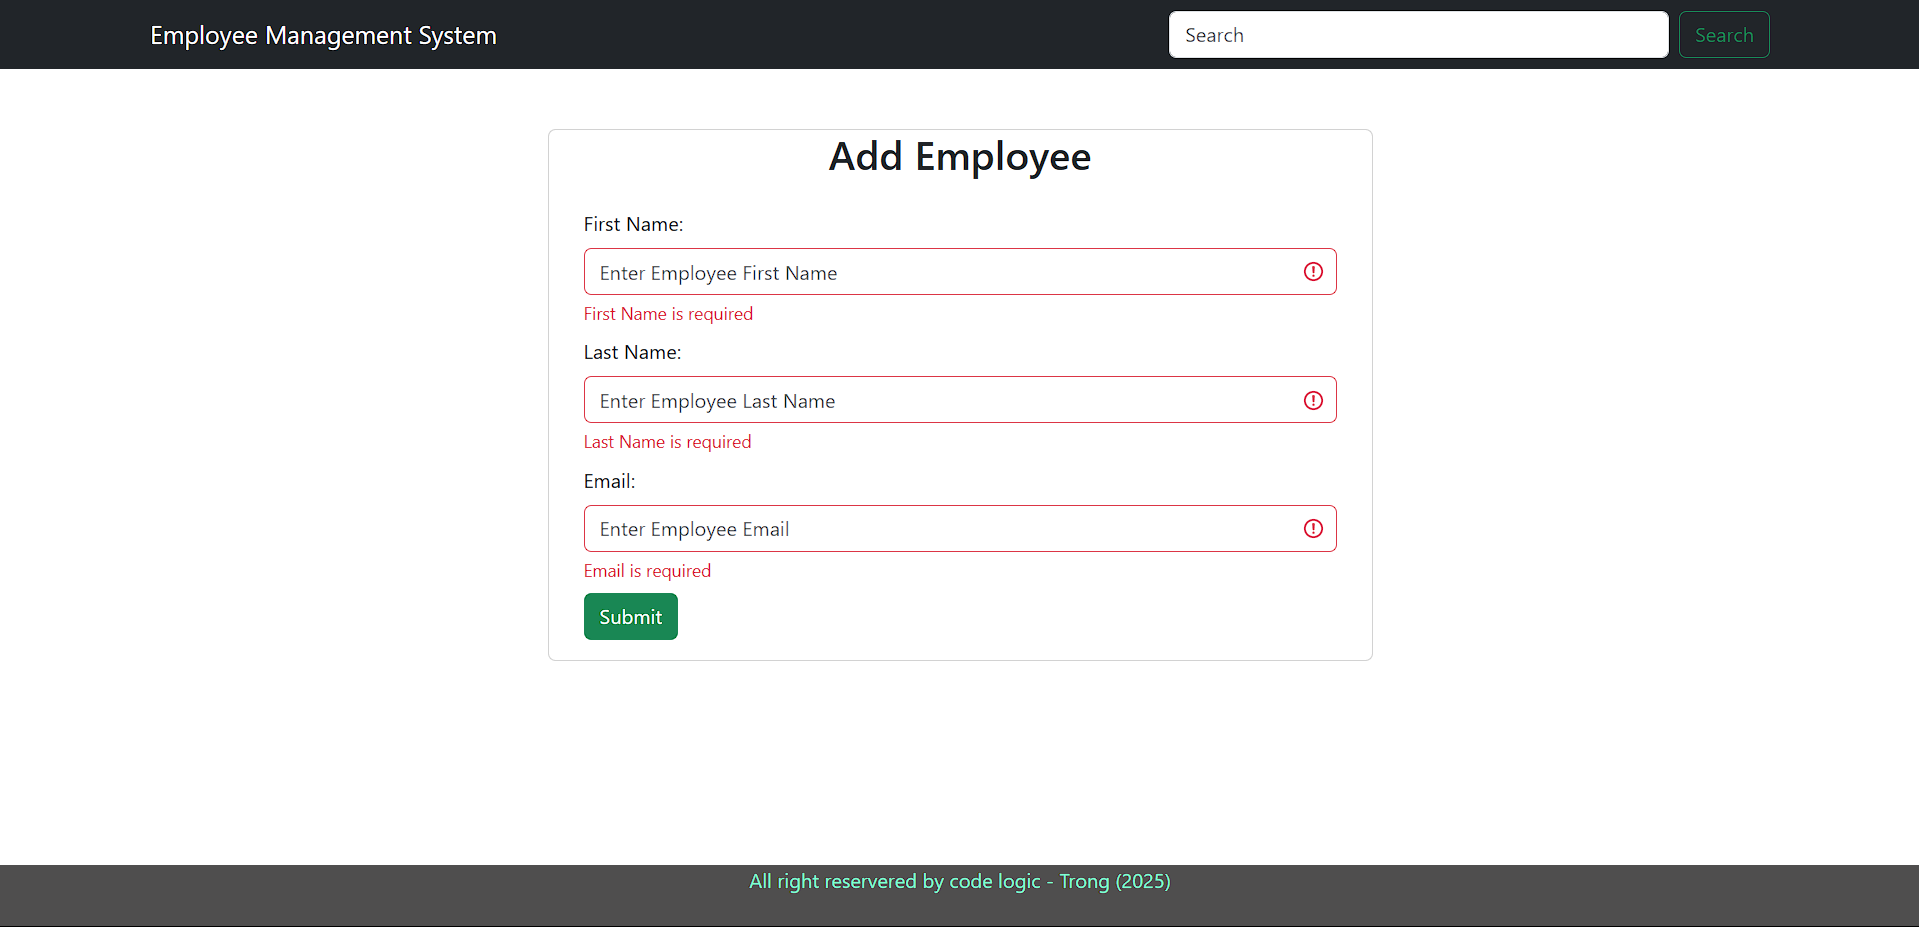 Employee Management System
Search
Search
Add Employee
First Name:
Enter Employee First Name
First Name is required
Last Name:
Enter Employee Last Name
Last Name is required
Email:
Enter Employee Email
Email is required
Submit
All right reservered by code logic - Trong (2025)